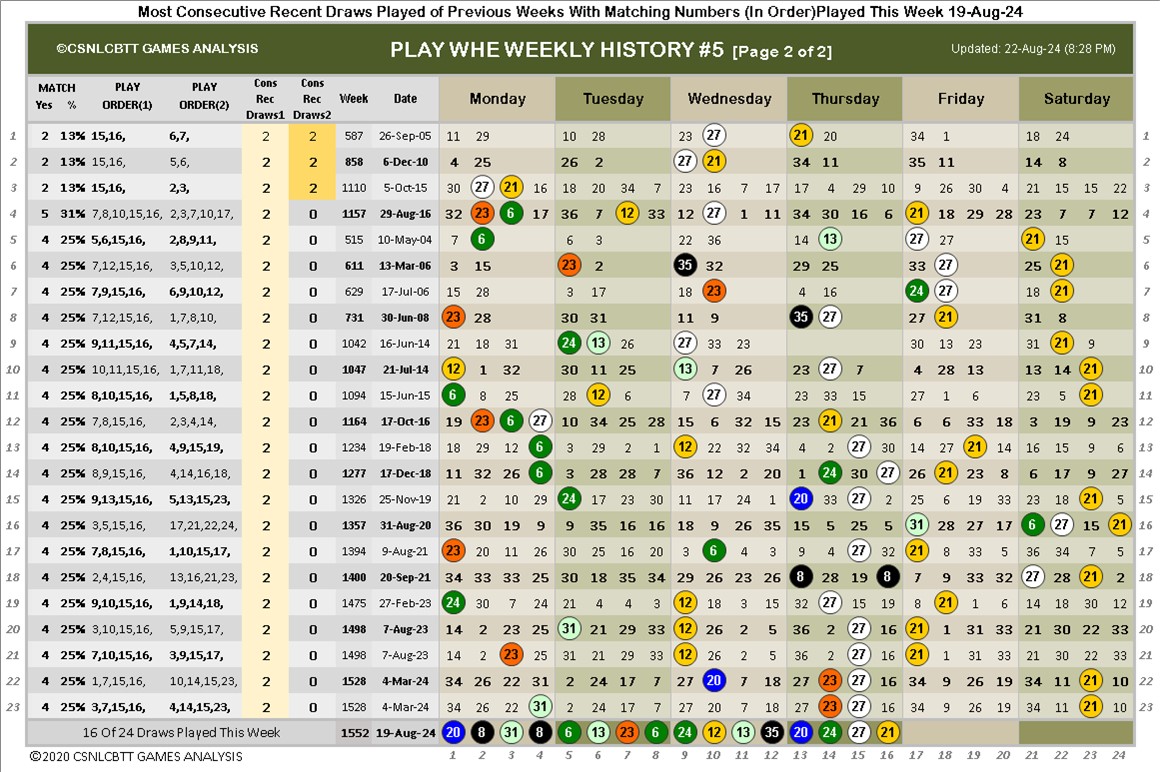 Most Consecutive Recent Draws Played of Previous Weeks With Matching Numbers (In Order)Played This Week 19-Aug-24
©CSNLCBTT GAMES ANALYSIS PLAY WHE WEEKLY HISTORY #5 [Page 2 of 2] Updated: 22-Aug-24 (8:28 PM)
MATCH Yes % PLAY ORDER(1) PLAY ORDER(2) Cons Rec Draws1 Cons Rec Draws2 Week Date Monday Tuesday Wednesday Thursday Friday Saturday
1 2 13% 15,16, 6,7, 2 2 587 26-Sep-05 11 29 10 28 23 27 21 20 34 1 18 24 1
2 2 13% 15,16, 5,6, 2 2 858 6-Dec-10 4 25 26 2 27 21 34 11 35 11 14 8 2
3 2 13% 15,16, 2,3, 2 2 1110 5-Oct-15 30 27 21 16 18 20 34 7 23 16 7 17 17 4 29 10 9 26 30 4 21 15 15 22 3
4 5 31% 7,8,10,15,16, 2,3,7,10,17, 2 0 1157 29-Aug-16 32 23 6 17 36 7 12 33 12 27 1 11 34 30 16 6 21 18 29 28 23 7 7 12 4
5 4 25% 5,6,15,16, 2,8,9,11, 2 0 515 10-May-04 7 6 6 3 22 36 14 13 27 27 21 15 5
6 4 25% 7,12,15,16, 3,5,10,12, 2 0 611 13-Mar-06 3 15 23 2 35 32 29 25 33 27 25 21 6
7 4 25% 7,9,15,16, 6,9,10,12, 2 0 629 17-Jul-06 15 28 3 17 18 23 4 16 24 27 18 21 7
8 4 25% 7,12,15,16, 1,7,8,10, 2 0 731 30-Jun-08 23 28 30 31 11 9 35 27 27 21 31 8 8
9 4 25% 9,11,15,16, 4,5,7,14, 2 0 1042 16-Jun-14 21 18 31 24 13 26 27 33 23 30 13 23 31 21 9 9
10 4 25% 10,11,15,16, 1,7,11,18, 2 0 1047 21-Jul-14 12 1 32 30 11 25 13 7 26 23 27 7 4 28 13 13 14 21 10
11 4 25% 8,10,15,16, 1,5,8,18, 2 0 1094 15-Jun-15 6 8 25 28 12 6 7 27 34 23 33 15 27 1 6 23 5 21 11
12 4 25% 7,8,15,16, 2,3,4,14, 2 0 1164 17-Oct-16 19 23 6 27 10 34 25 28 15 6 32 15 23 21 21 36 6 6 33 18 3 19 9 23 12
13 4 25% 8,10,15,16, 4,9,15,19, 2 0 1234 19-Feb-18 18 29 12 6 3 29 2 1 12 22 32 34 4 2 27 30 14 27 21 14 16 15 9 6 13
14 4 25% 8,9,15,16, 4,14,16,18, 2 0 1277 17-Dec-18 11 32 26 6 3 28 28 7 36 12 2 20 1 24 30 27 26 21 23 8 6 17 9 27 14
15 4 25% 9,13,15,16, 5,13,15,23, 2 0 1326 25-Nov-19 21 2 10 29 24 17 23 30 11 17 24 1 20 33 27 2 25 6 19 33 23 18 21 5 15
16 4 25% 3,5,15,16, 17,21,22,24, 2 0 1357 31-Aug-20 36 30 19 9 9 35 16 16 18 9 26 35 15 5 25 5 31 28 27 17 6 27 15 21 16
17 4 25% 7,8,15,16, 1,10,15,17, 2 0 1394 9-Aug-21 23 20 11 26 30 25 16 20 3 6 4 3 9 4 27 32 21 8 33 5 36 34 7 5 17
18 4 25% 2,4,15,16, 13,16,21,23, 2 0 1400 20-Sep-21 34 33 33 25 30 18 35 34 29 26 23 26 8 28 19 8 7 9 33 32 27 28 21 2 18
19 4 25% 9,10,15,16, 1,9,14,18, 2 0 1475 27-Feb-23 24 30 7 24 21 4 4 3 12 18 3 15 32 27 15 19 8 21 1 6 14 18 30 12 19
20 4 25% 3,10,15,16, 5,9,15,17, 2 0 1498 7-Aug-23 14 2 23 25 31 21 29 33 12 26 2 5 36 2 27 16 21 1 31 33 21 30 22 33 20
21 4 25% 7,10,15,16, 3,9,15,17, 2 0 1498 7-Aug-23 14 2 23 25 31 21 29 33 12 26 2 5 36 2 27 16 21 1 31 33 21 30 22 33 21
22 4 25% 1,7,15,16, 10,14,15,23, 2 0 1528 4-Mar-24 34 26 22 31 2 24 17 7 27 20 7 18 27 23 27 16 34 9 26 19 34 11 21 10 22
23 4 25% 3,7,15,16, 4,14,15,23, 2 0 1528 4-Mar-24 34 26 22 31 2 24 17 7 27 20 7 18 27 23 27 16 34 9 26 19 34 11 21 10 23
16 Of 24 Draws Played This Week 1552 19-Aug-24 20 8 31 8 6 13 23 6 24 12 13 35 20 24 27 21
©2020 CSNLCBTT GAMES ANALYSIS 1 2 3 4 5 6 7 8 9 10 11 12 13 14 15 16 17 18 19 20 21 22 23 24